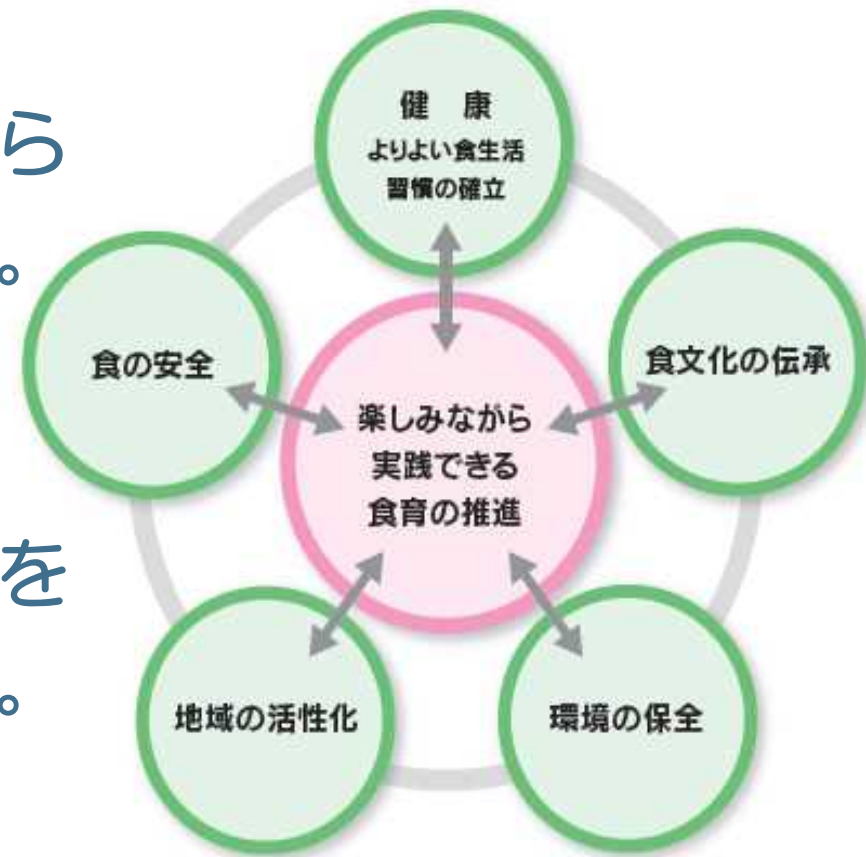 ら
。
を
。
健　康
よりよい食生活
習慣の確立
食の安全
食文化の伝承
楽しみながら
実践できる
食育の推進
地域の活性化
環境の保全